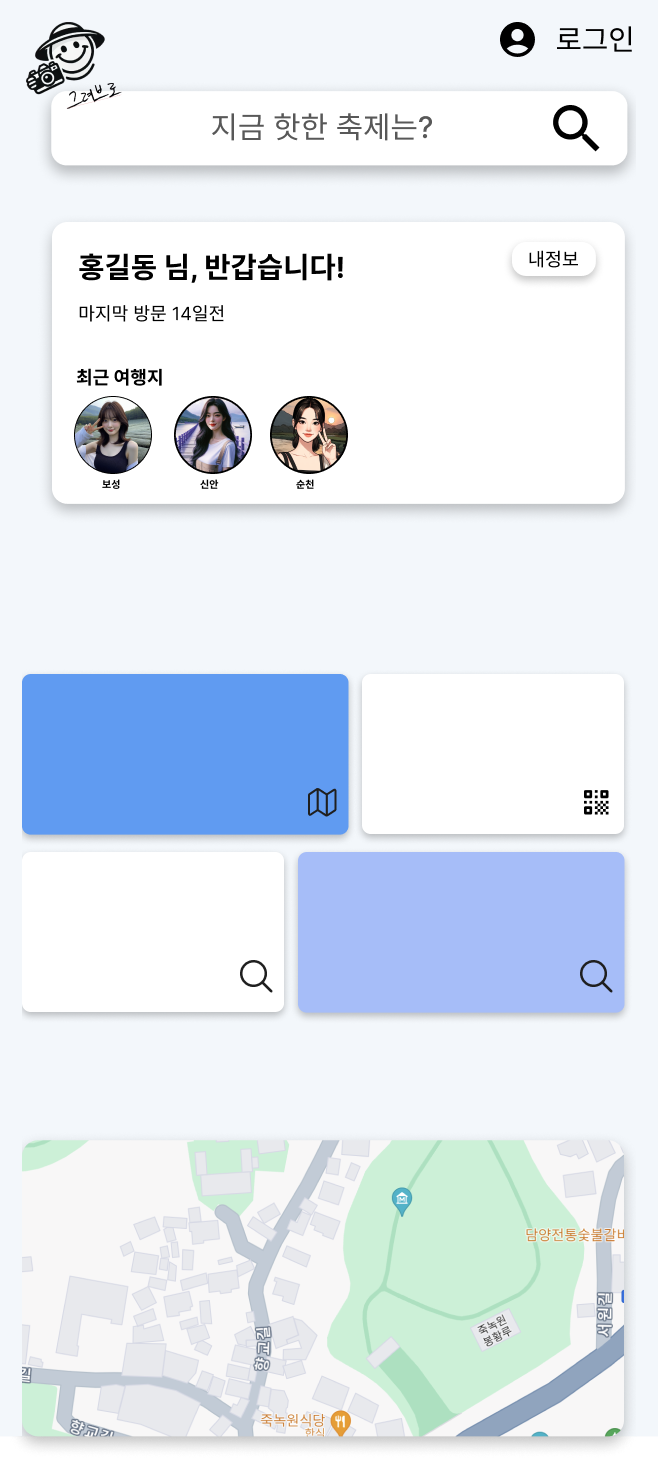 로그인
그려브로
지금 핫한 축제는?
홍길동 님, 반갑습니다!
내정보
마지막 방문 14일전
최근 여행지
보성
신안
순천
담양전통숯불갈비
죽녹원
봉황루
서원길
향교길
길
죽녹원식당
한식
향교길